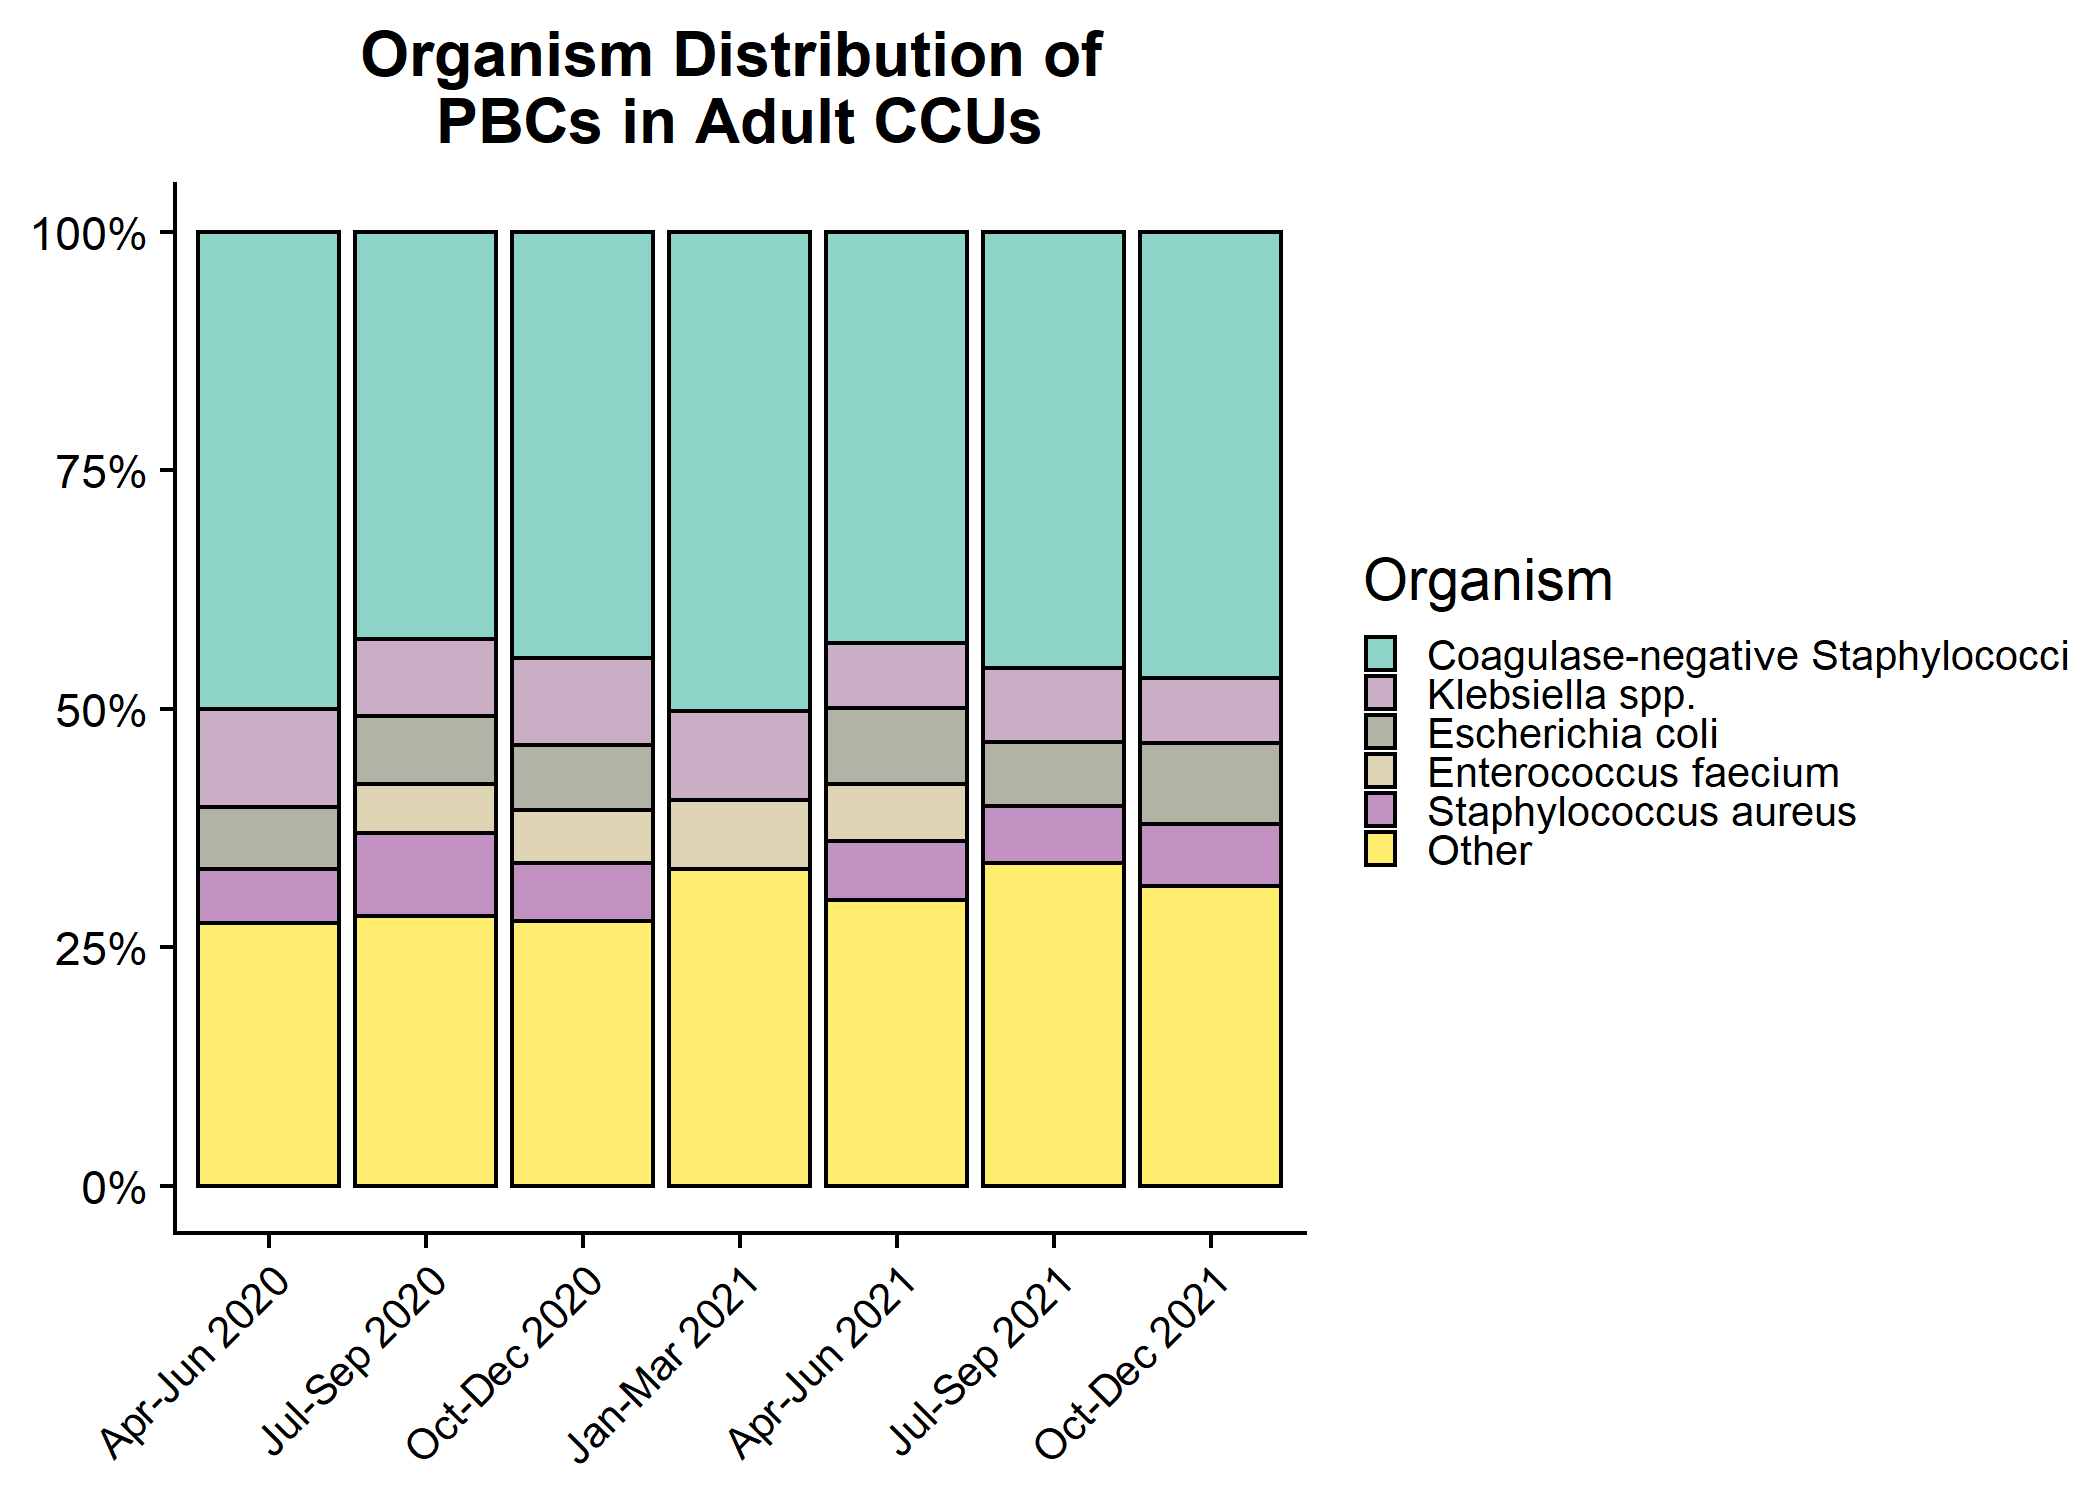 Organism Distribution of
PBCs in Adult CCUs
100%
75%
50%
25%
0%
Apr-Jun 2020
Jul-Sep 2020
Oct-Dec 2020
Jan-Mar 2021
Apr-Jun 2021
Jul-Sep 2021
Oct-Dec 2021
Organism
Coagulase-negative Staphylococci
Klebsiella spp.
Escherichia coli
Enterococcus faecium
Staphylococcus aureus
Other